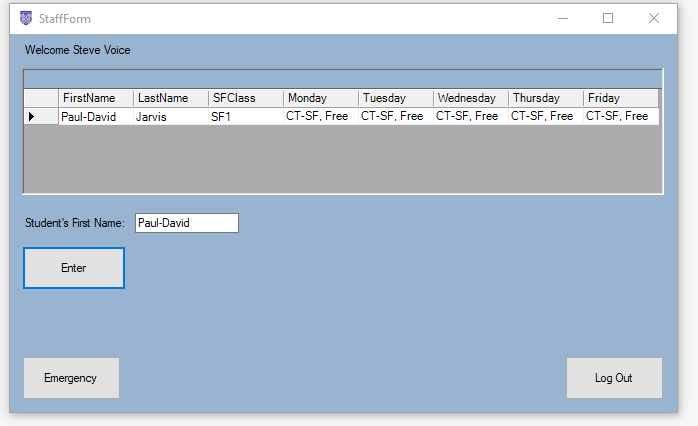 StaffForm
Welcome Steve Voice
FirstName LastName SFClass Monday Tuesday Wednesday Thursday Friday
Paul-David Jarvis SF1 CT-SF, Free CT-SF, Free CT-SF, Free CT-SF, Free CT-SF, Free
Student's First Name: Paul-David
Enter
Emergency Log Out